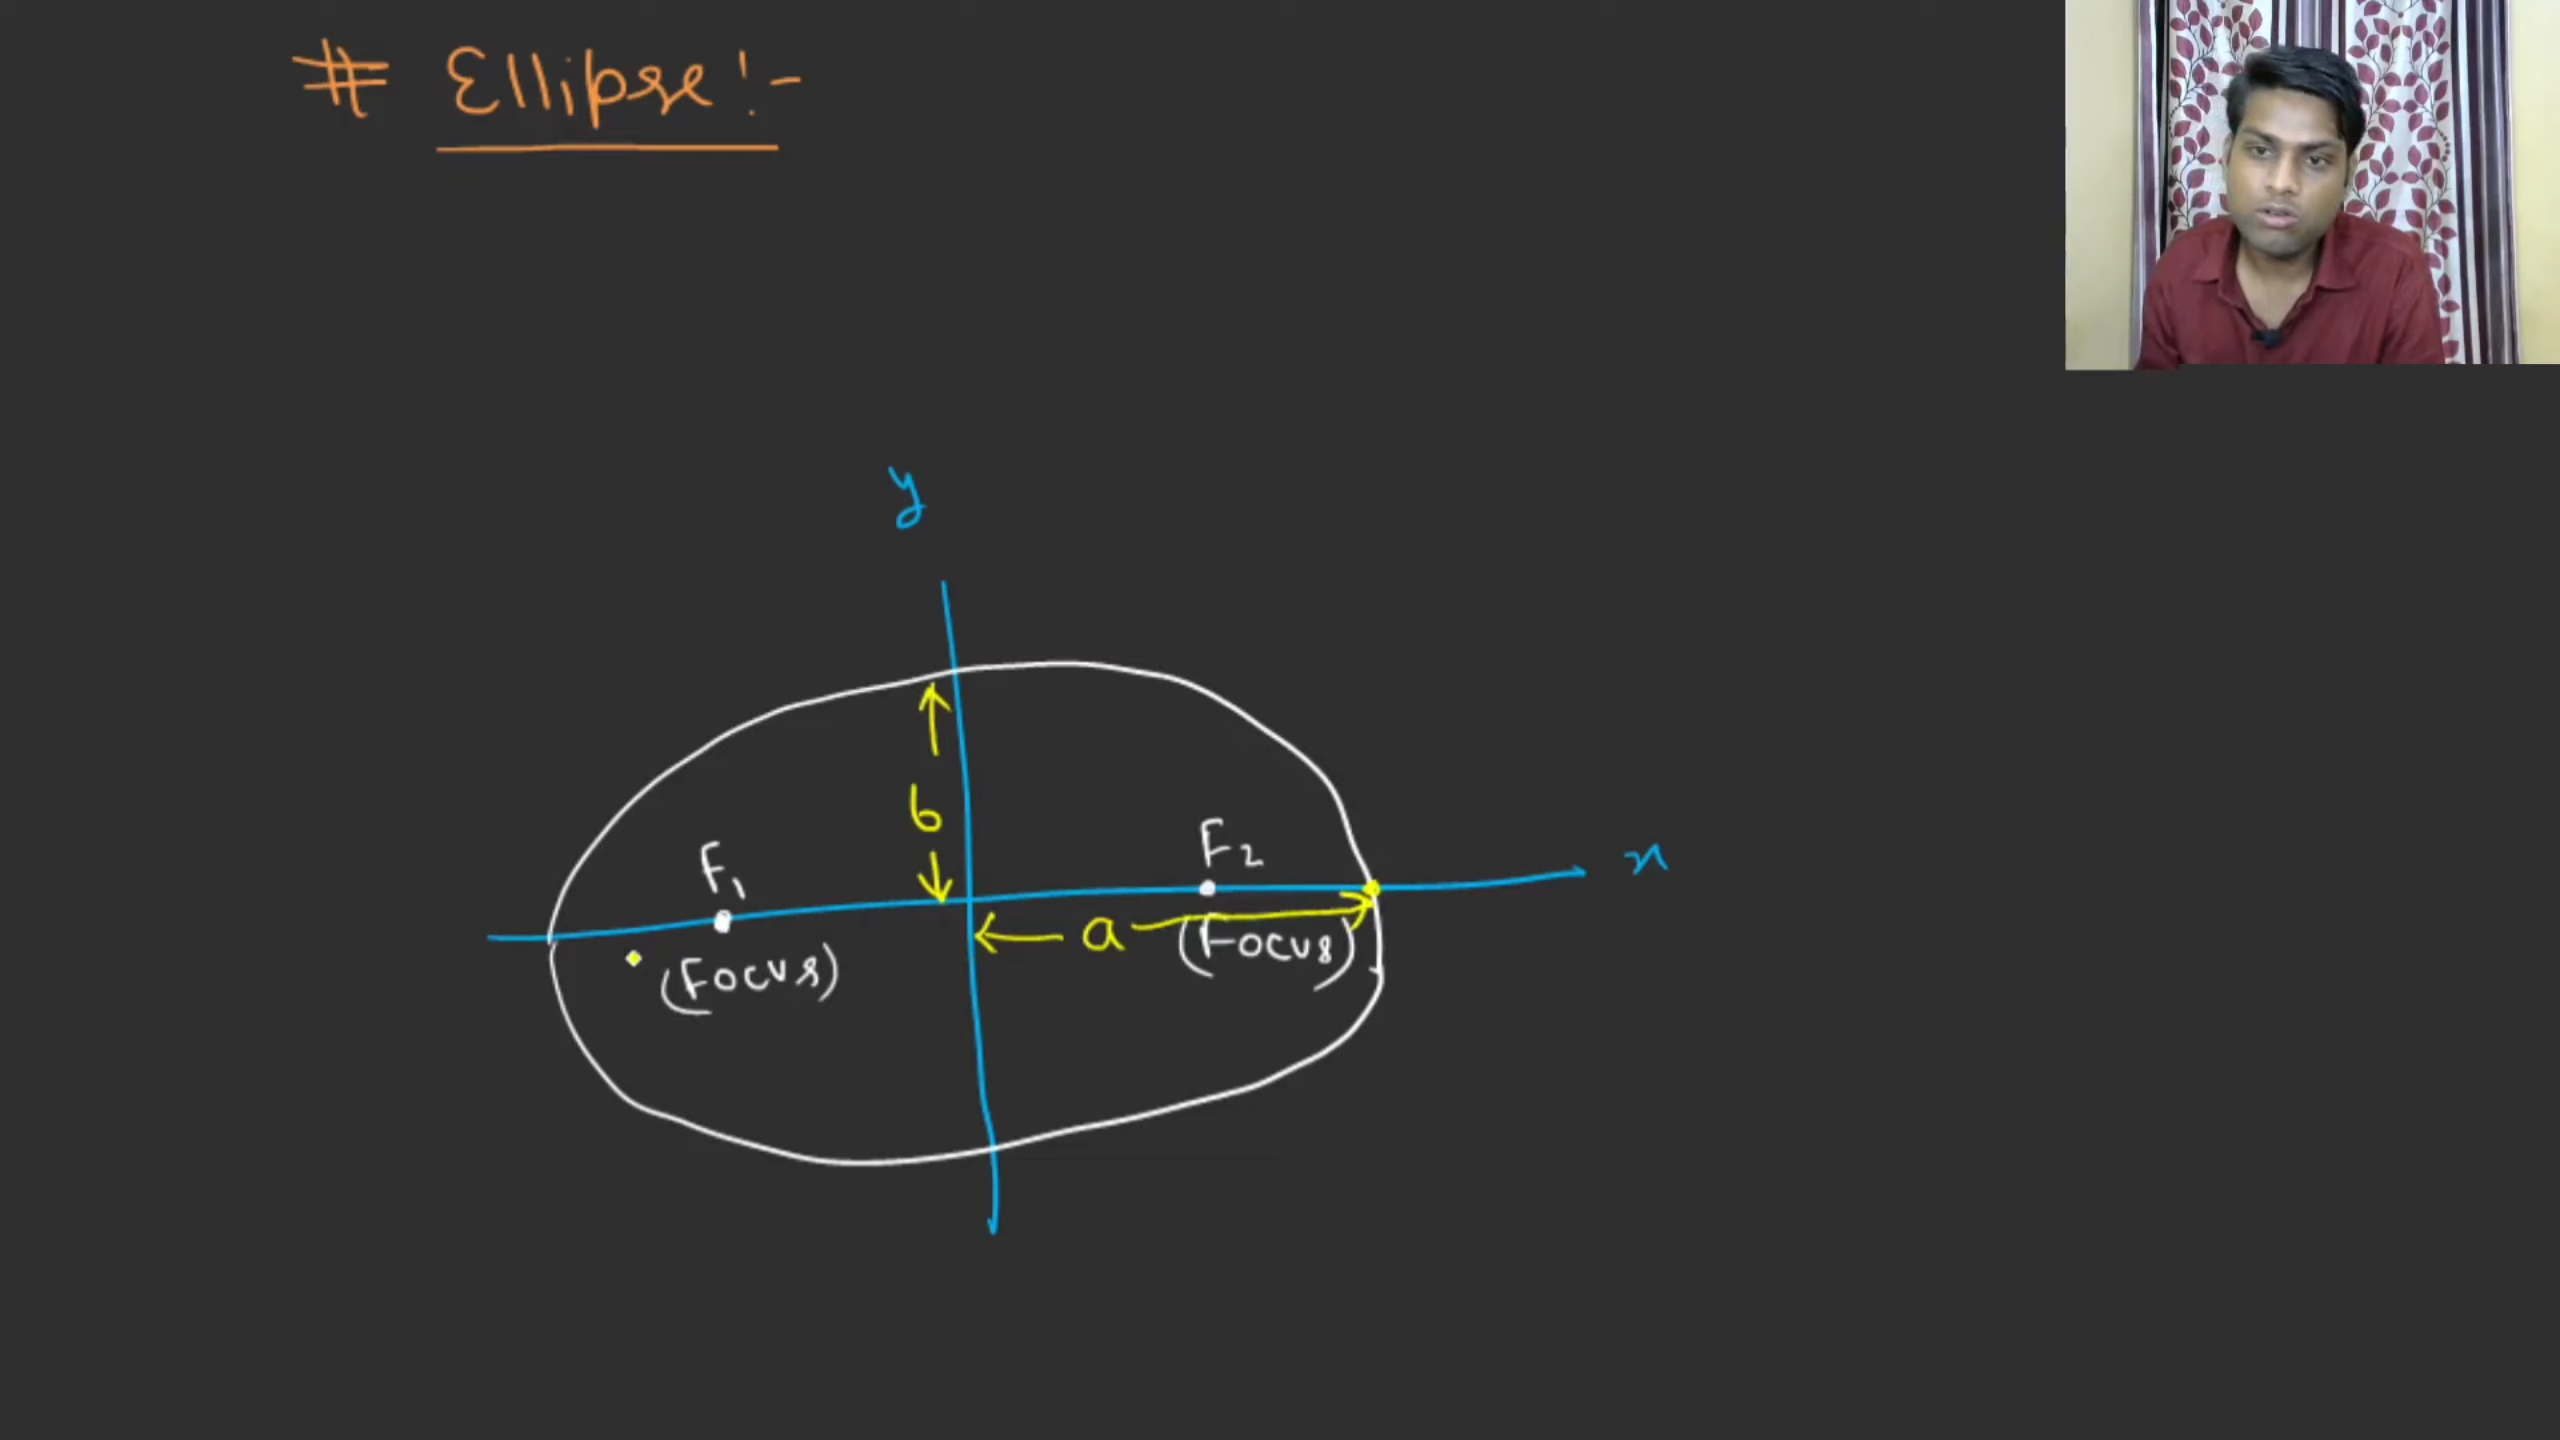 # Ellipse :-
y
b
F₁
F₂
x
a
(Focus)
(Focus)